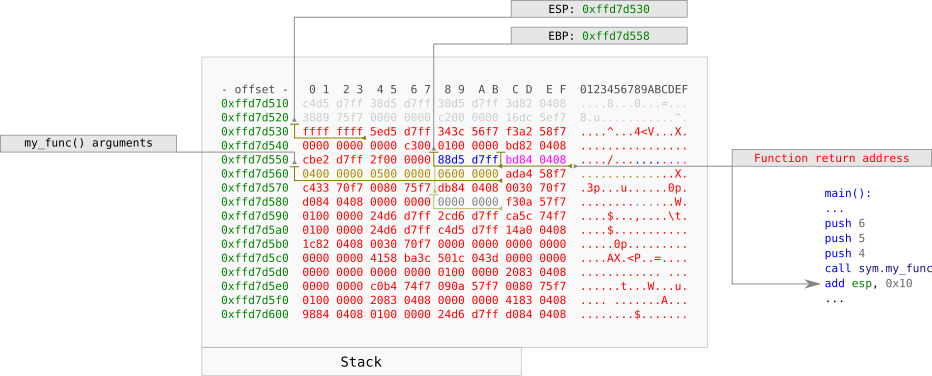 ESP: 0xffd7d530
EBP: 0xffd7d558
- offset -   0 1  2 3  4 5  6 7  8 9  A B  C D  E F  0123456789ABCDEF
0xffd7d510  c4d5 d7ff 38d5 d7ff 30d5 d7ff 3d82 0408  ....8...0...=...
0xffd7d520  3889 75f7 0000 0000 c200 0000 16dc 5ef7  8.u...........^.
0xffd7d530  ffff ffff 5ed5 d7ff 343c 56f7 f3a2 58f7  ....^...4<V...X.
my_func() arguments
0xffd7d540  0000 0000 0000 c300 0100 0000 bd82 0408  ................
0xffd7d550  cbe2 d7ff 2f00 0000 88d5 d7ff bd84 0408  ..../...........
Function return address
0xffd7d560  0400 0000 0500 0000 0600 0000 ada4 58f7  ..............X.
0xffd7d570  c433 70f7 0080 75f7 db84 0408 0030 70f7  .3p...u......0p.
0xffd7d580  d084 0408 0000 0000 0000 0000 f30a 57f7  ..............W.
0xffd7d590  0100 0000 24d6 d7ff 2cd6 d7ff ca5c 74f7  ....$...,....\t.
0xffd7d5a0  0100 0000 24d6 d7ff c4d5 d7ff 14a0 0408  ....$...........
0xffd7d5b0  1c82 0408 0030 70f7 0000 0000 0000 0000  .....0p.........
0xffd7d5c0  0000 0000 4158 ba3c 501c 043d 0000 0000  ....AX.<P..=....
0xffd7d5d0  0000 0000 0000 0000 0100 0000 2083 0408  ............ ...
0xffd7d5e0  0000 0000 c0b4 74f7 090a 57f7 0080 75f7  ......t...W...u.
0xffd7d5f0  0100 0000 2083 0408 0000 0000 4183 0408  .... .......A...
0xffd7d600  9884 0408 0100 0000 24d6 d7ff d084 0408  ........$.......
main():
...
push 6
push 5
push 4
call sym.my_func
add esp, 0x10
...
Stack